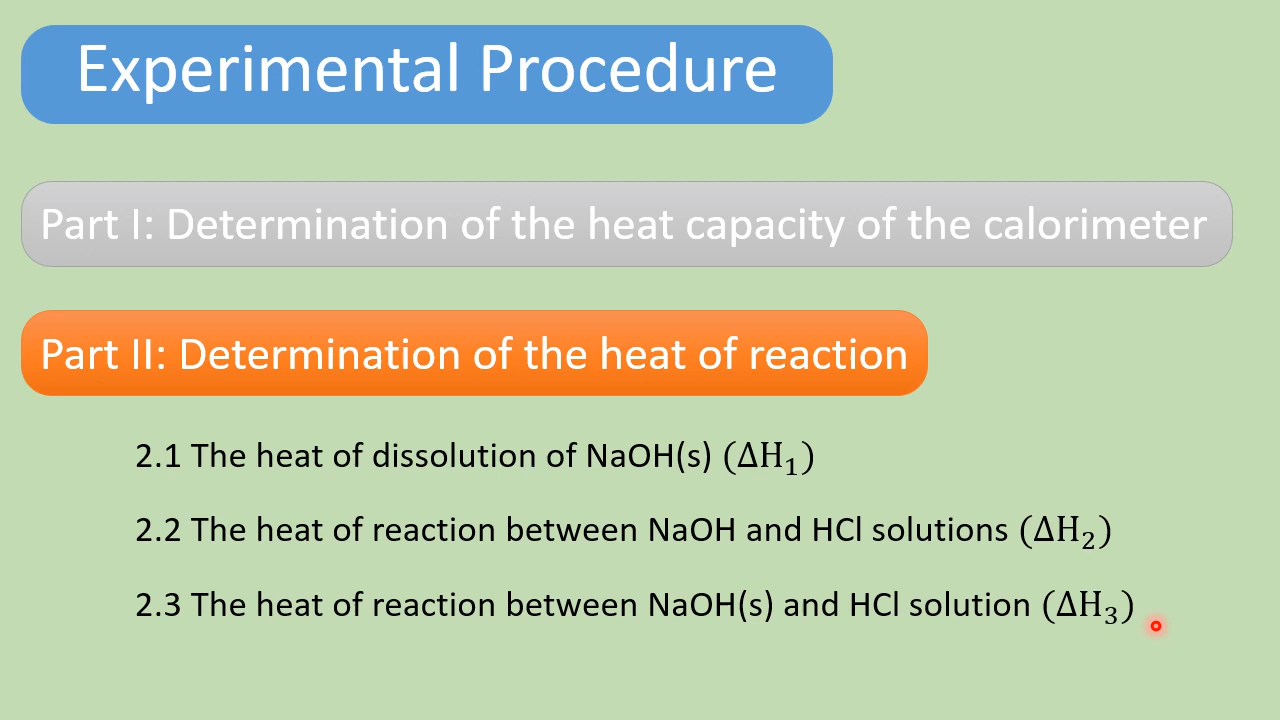 Experimental Procedure
Part I: Determination of the heat capacity of the calorimeter
Part II: Determination of the heat of reaction
2.1 The heat of dissolution of NaOH(s) (ΔH₁)
2.2 The heat of reaction between NaOH and HCl solutions (ΔH₂)
2.3 The heat of reaction between NaOH(s) and HCl solution (ΔH₃)